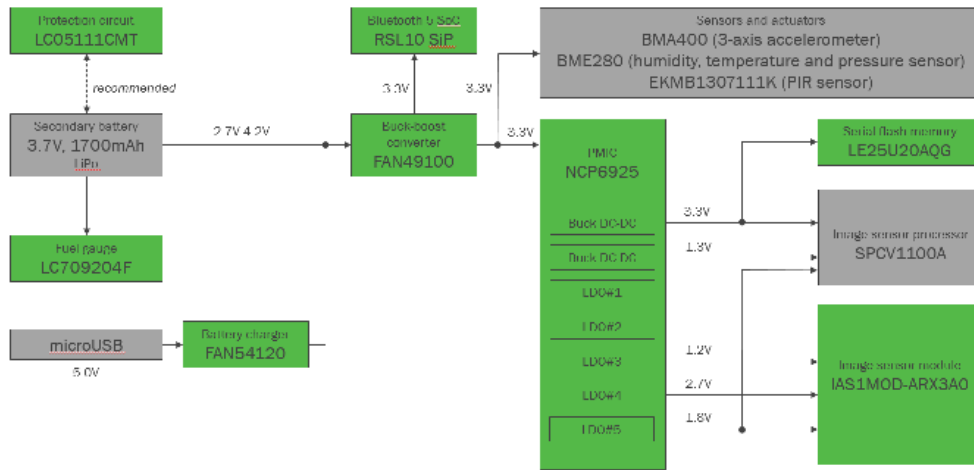 Protection circuit
LC05111CMT
recommended
Secondary battery
3.7V, 1700mAh
LiPo
Fuel gauge
LC709204F
microUSB
5.0V
Battery charger
FAN54120
2.7V 4.2V
Bluetooth 5 SoC
RSL10 SiP
3.3V
Buck-boost
converter
FAN49100
3.3V
3.3V
Sensors and actuators
BMA400 (3-axis accelerometer)
BME280 (humidity, temperature and pressure sensor)
EKMB1307111K (PIR sensor)
PMIC
NCP6925
Buck DC-DC
Buck DC-DC
LDO#1
LDO#2
LDO#3
LDO#4
LDO#5
3.3V
1.3V
1.2V
2.7V
1.8V
Serial flash memory
LE25U20AQG
Image sensor processor
SPCV1100A
Image sensor module
IAS1MOD-ARX3A0